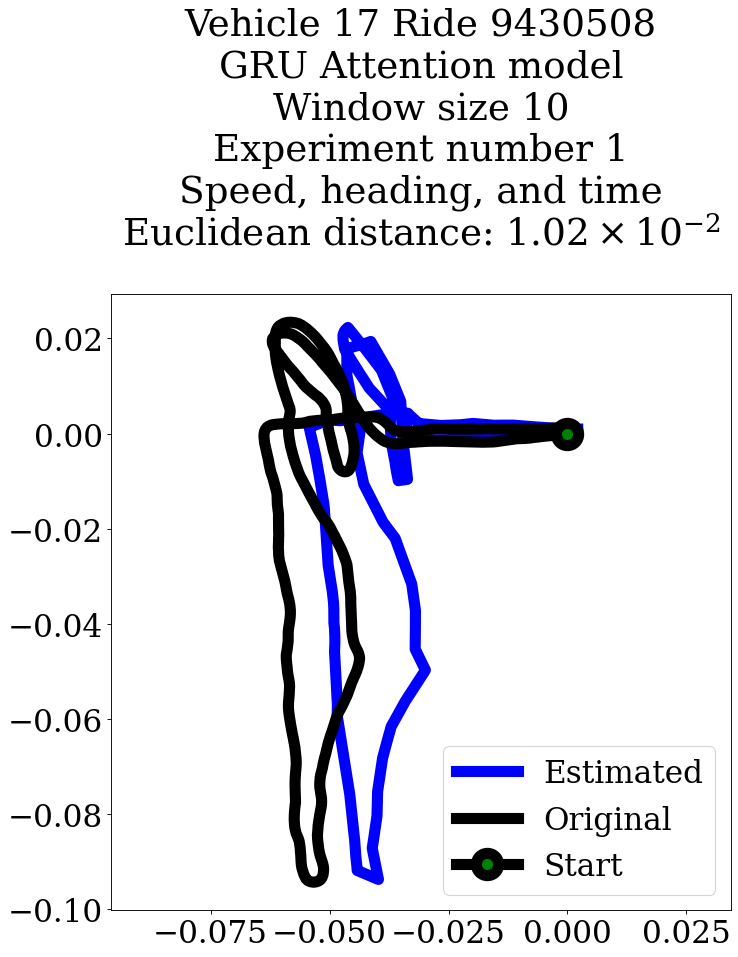 Vehicle 17 Ride 9430508
GRU Attention model
Window size 10
Experiment number 1
Speed, heading, and time
Euclidean distance: 1.02 × 10⁻²
0.02
0.00
−0.02
−0.04
−0.06
−0.08
−0.10
Estimated
Original
Start
−0.075 −0.050 −0.025 0.000 0.025